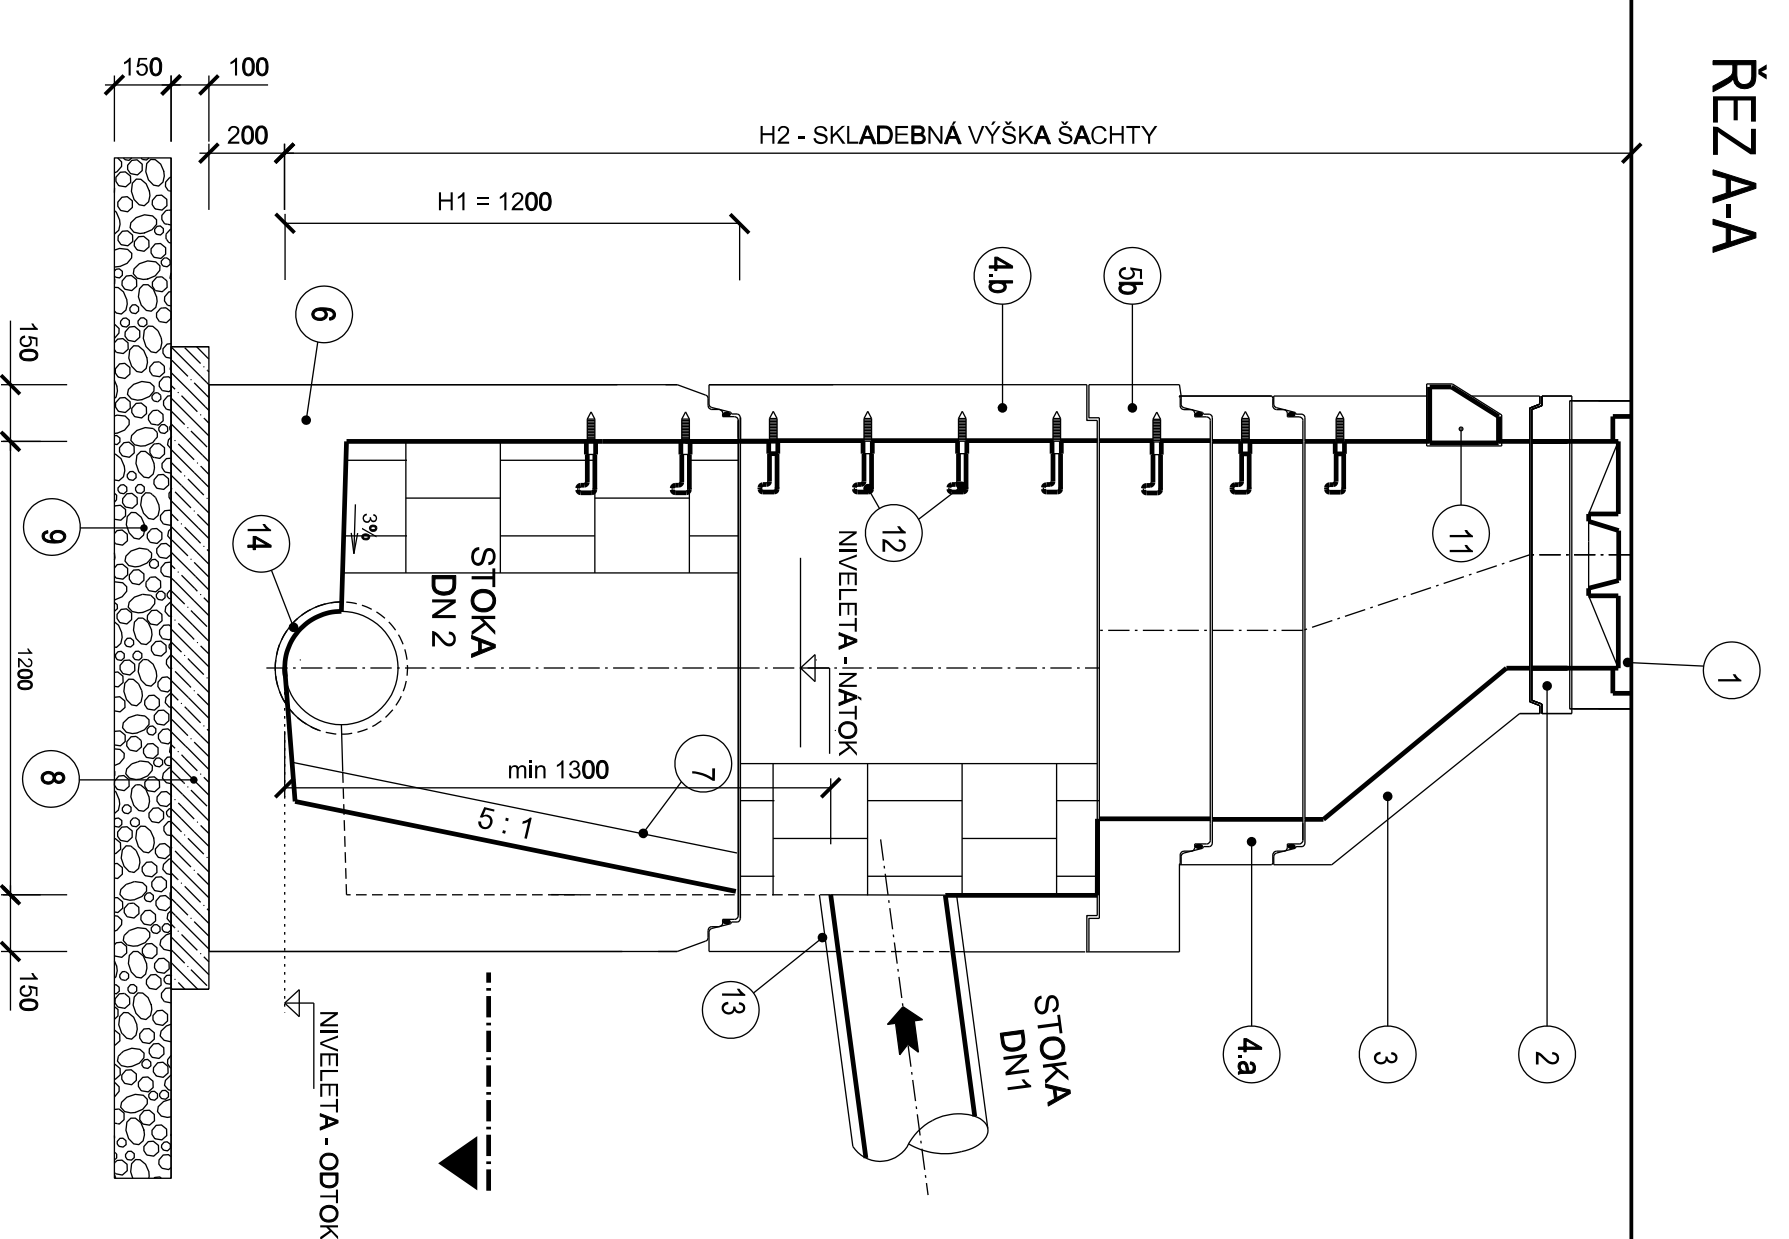 ŘEZ A-A
150
100
200
H2 - SKLADEBNÁ VÝŠKA ŠACHTY
H1 = 1200
4.b
5b
6
11
12
NIVELETA - NÁTOK
STOKA
DN 2
3%
14
9
8
7
min 1300
5 : 1
1
2
3
4.a
13
STOKA
DN1
NIVELETA - ODTOK
150
1200
150